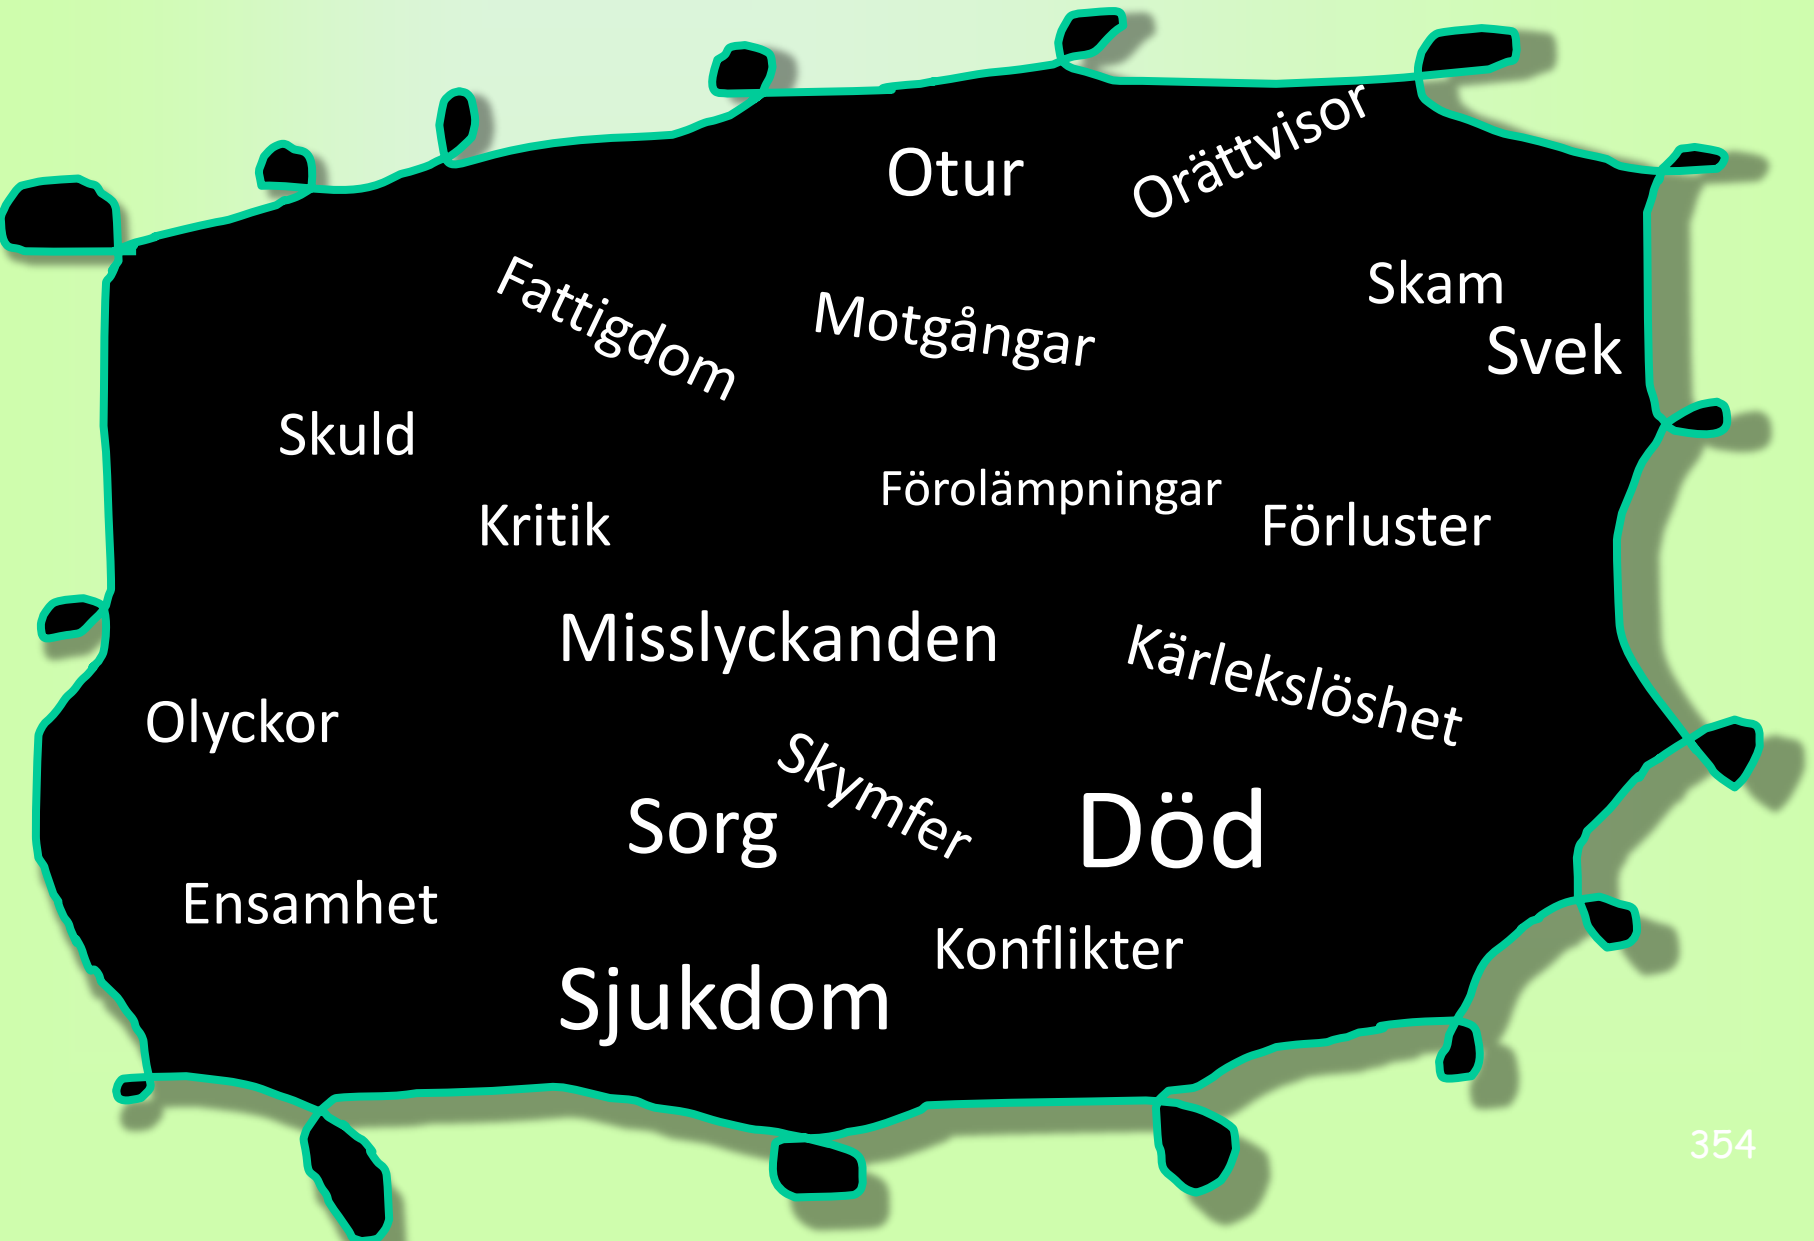 Otur
Orättvisor
Fattigdom
Motgångar
Skam
Svek
Skuld
Förolämpningar
Kritik
Förluster
Misslyckanden
Kärlekslöshet
Olyckor
Skymfer
Sorg
Död
Ensamhet
Konflikter
Sjukdom
354